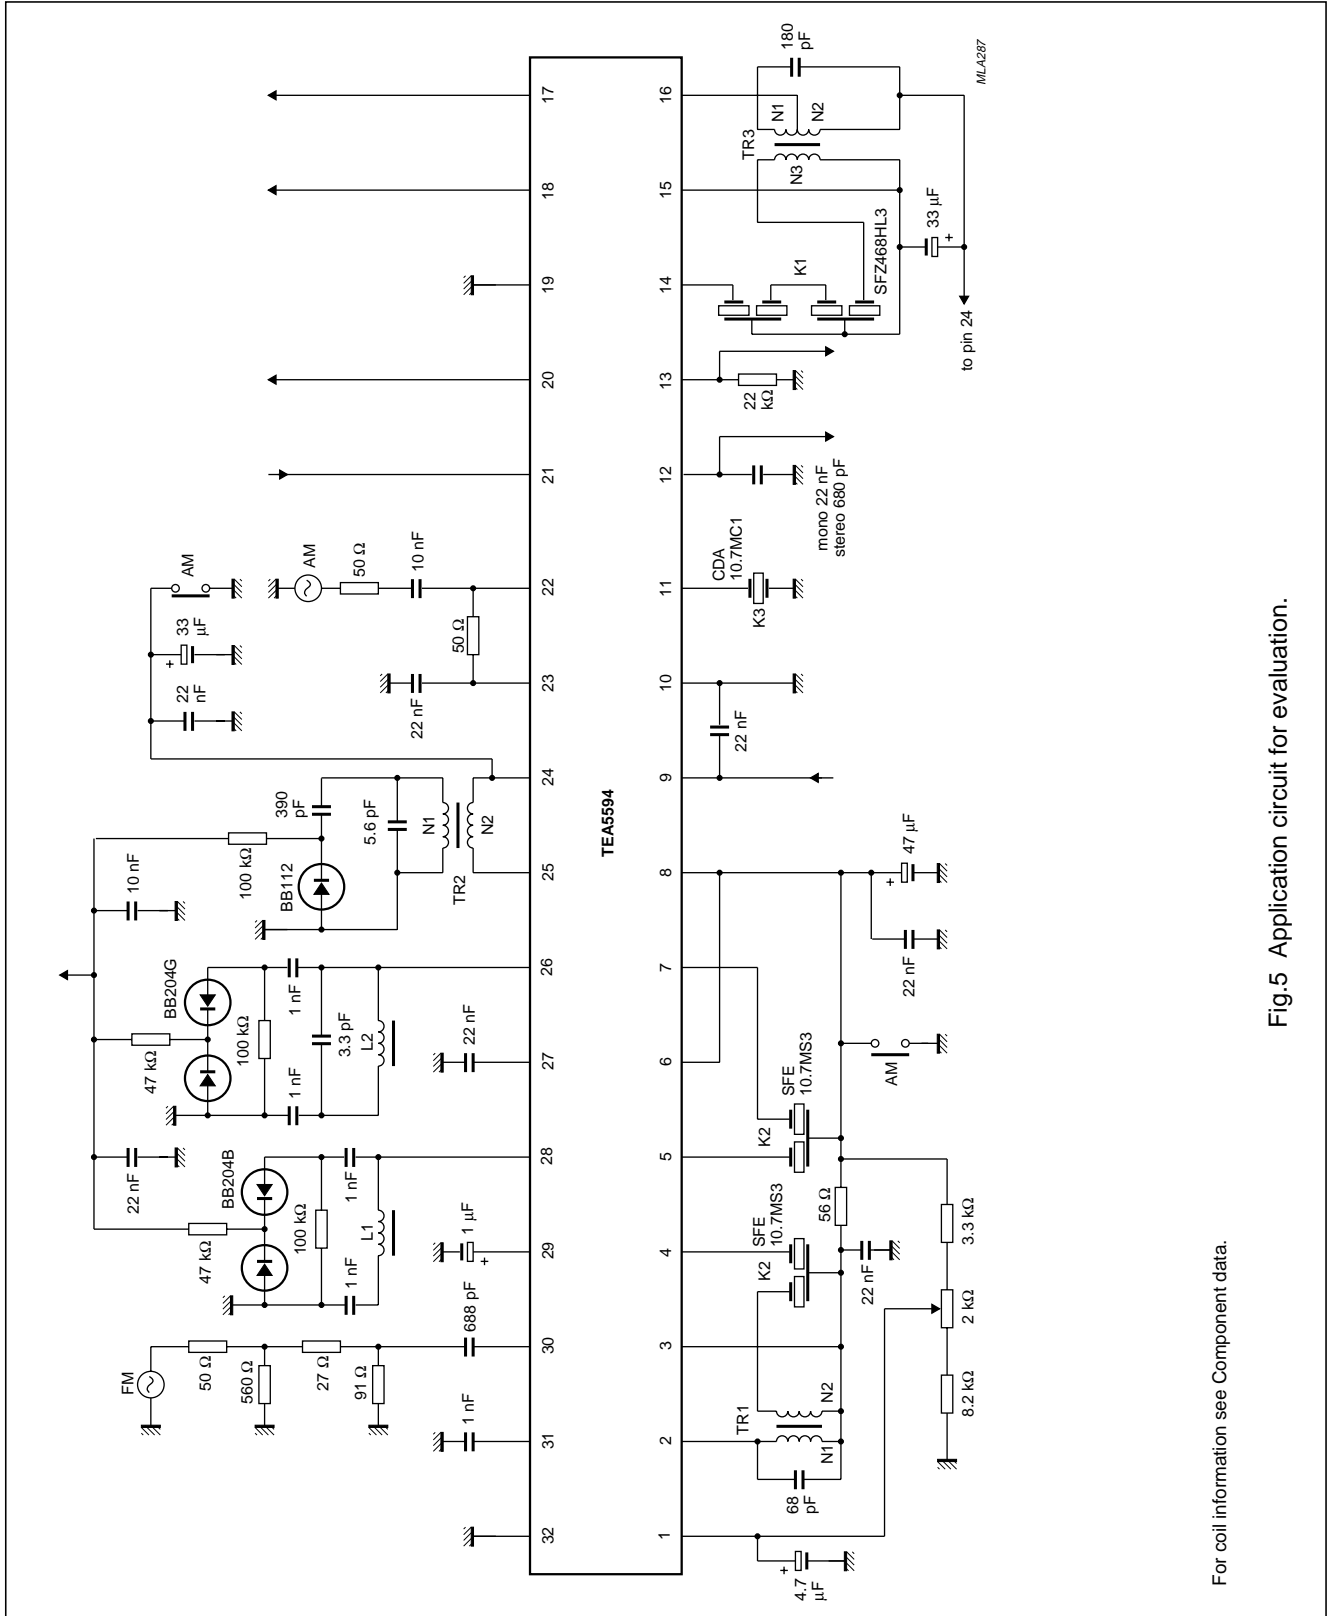 FM
50 Ω
560 Ω
27 Ω
91 Ω
1 nF
688 pF
1 µF
+
47 kΩ
BB204B
100 kΩ
1 nF
1 nF
L1
22 nF
47 kΩ
BB204G
100 kΩ
1 nF
1 nF
3.3 pF
L2
22 nF
10 nF
100 kΩ
BB112
390
pF
5.6 pF
N1
N2
TR2
22
nF
33
µF
+
AM
22 nF
50 Ω
AM
50 Ω
10 nF
32
31
30
29
28
27
26
25
24
23
22
21
20
19
18
17
TEA5594
1
2
3
4
5
6
7
8
9
10
11
12
13
14
15
16
4.7
µF
+
68
pF
TR1
N1
N2
K2
SFE
10.7MS3
22 nF
56 Ω
K2
SFE
10.7MS3
8.2 kΩ
2 kΩ
3.3 kΩ
AM
22 nF
47 µF
+
22 nF
K3
CDA
10.7MC1
mono 22 nF
stereo 680 pF
22
kΩ
K1
SFZ468HL3
TR3
N3
N1
N2
180
pF
33 µF
+
to pin 24
MLA287
For coil information see Component data.
Fig.5 Application circuit for evaluation.